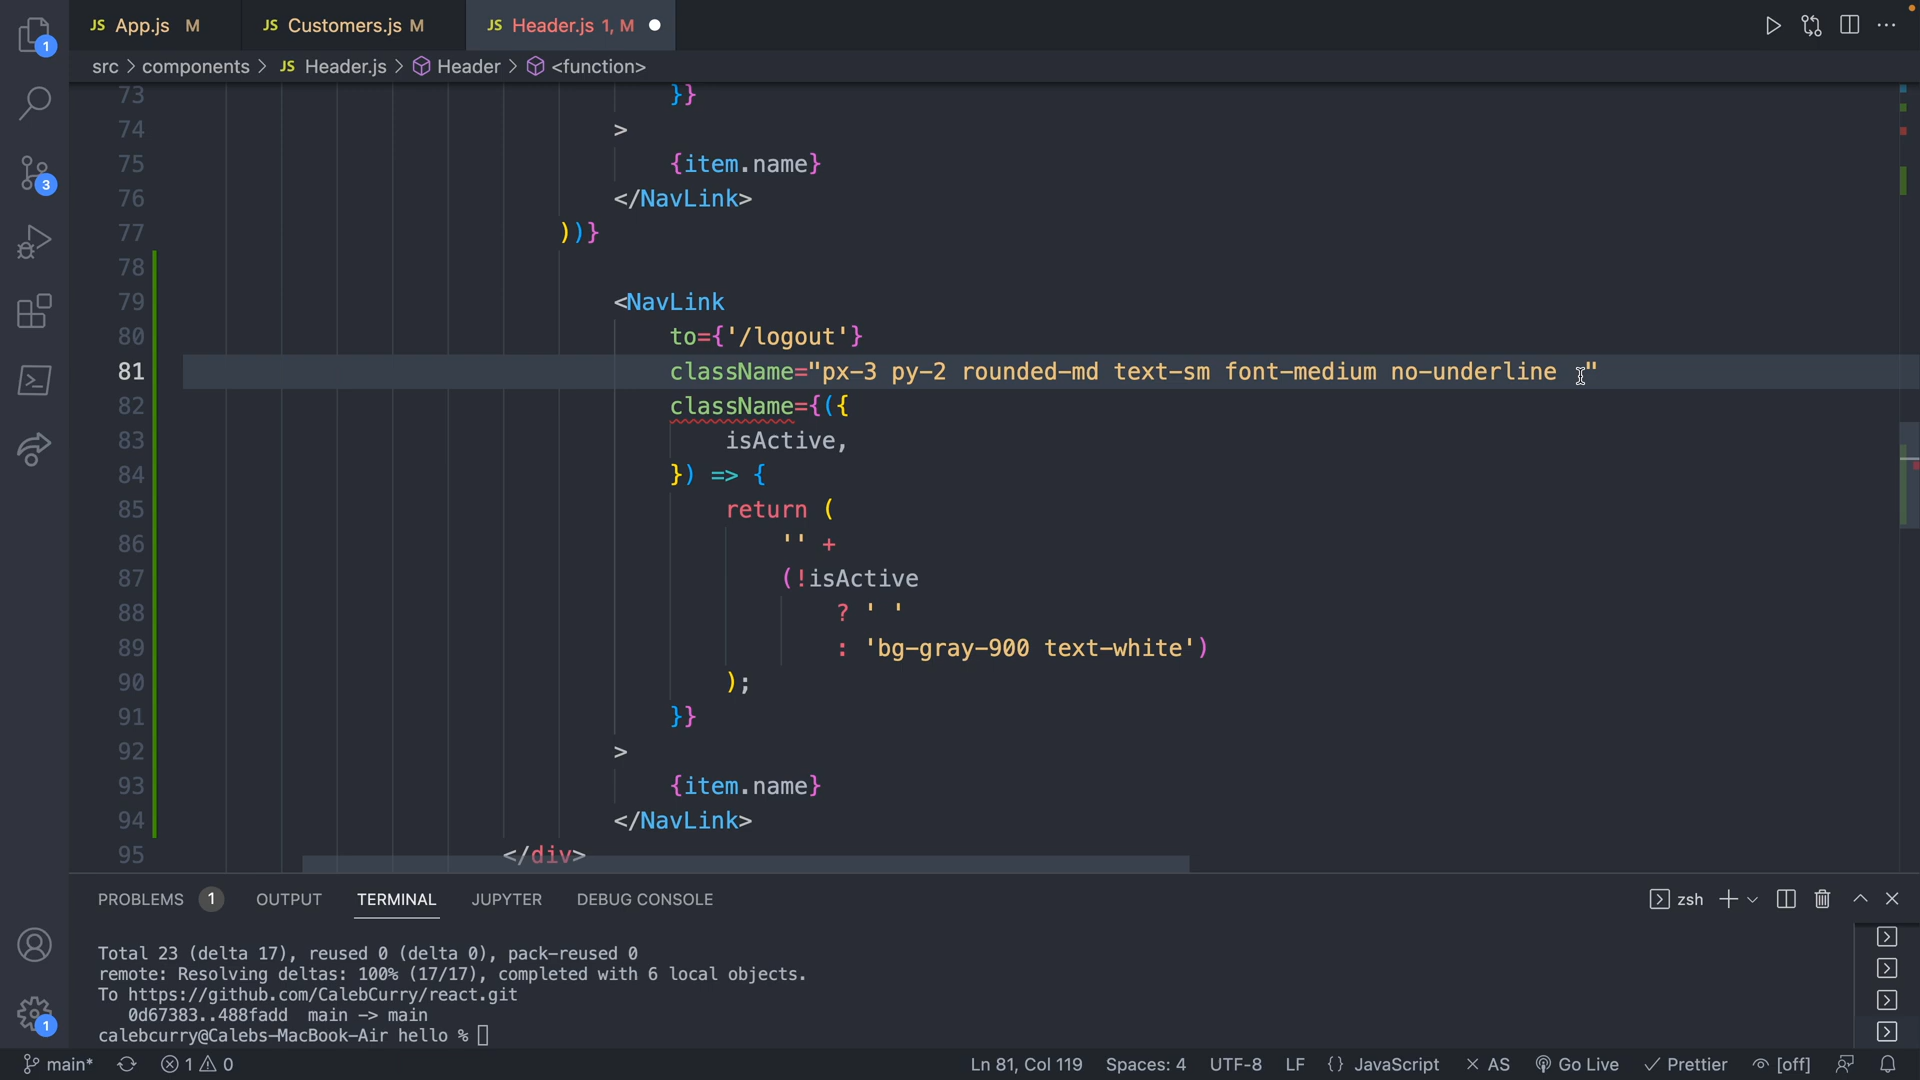 1
JS App.js M
JS Customers.js M
JS Header.js 1, M
src > components > JS Header.js > Header > <function>
3
73 }}
74 >
75 {item.name}
76 </NavLink>
77 ))}
78
79 <NavLink
80 to={'/logout'}
81 className="px-3 py-2 rounded-md text-sm font-medium no-underline "
82 className={({
83 isActive,
84 }) => {
85 return (
86 '' +
87 (!isActive
88 ? ' '
89 : 'bg-gray-900 text-white')
90 );
91 }}
92 >
93 {item.name}
94 </NavLink>
95 </div>
PROBLEMS 1 OUTPUT TERMINAL JUPYTER DEBUG CONSOLE
zsh
Total 23 (delta 17), reused 0 (delta 0), pack-reused 0
remote: Resolving deltas: 100% (17/17), completed with 6 local objects.
To https://github.com/CalebCurry/react.git
0d67383..488fadd main -> main
calebcurry@Calebs-MacBook-Air hello %
1
main* 1 0 Ln 81, Col 119 Spaces: 4 UTF-8 LF {} JavaScript × AS Go Live ✓ Prettier [off]